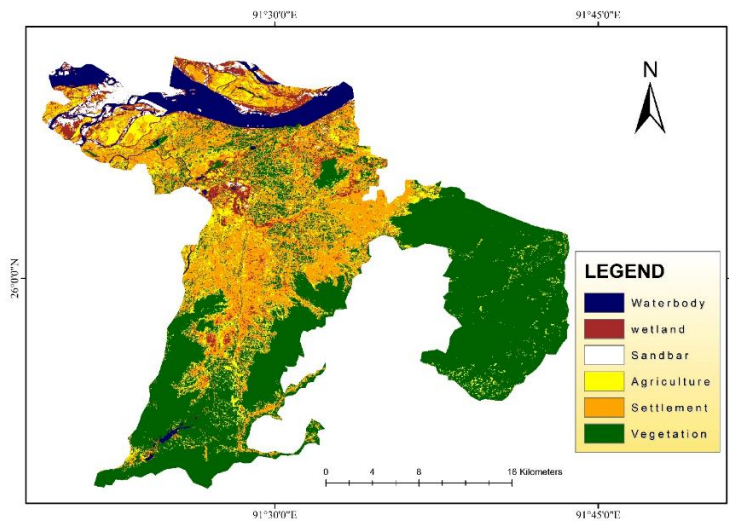 91°30'0"E 91°45'0"E
N
26°0'0"N
LEGEND
Waterbody
wetland
Sandbar
Agriculture
Settlement
Vegetation
0 4 8 16 Kilometers
91°30'0"E 91°45'0"E